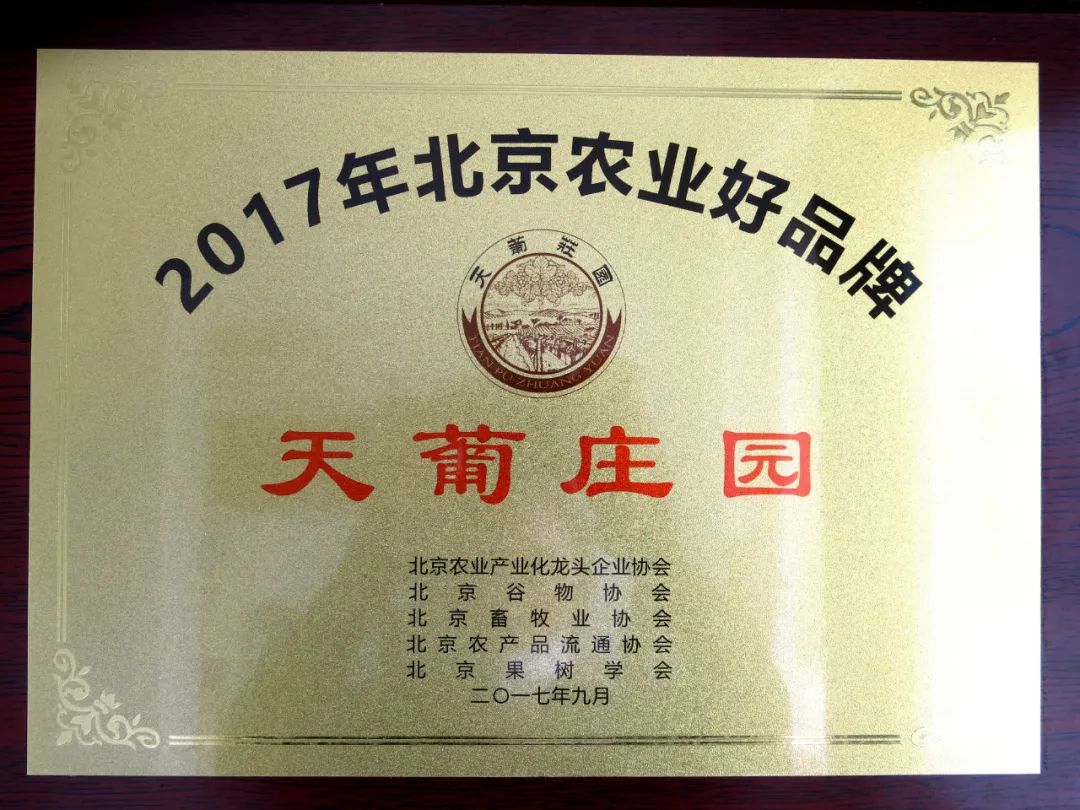 2017年北京农业好品牌
天葡莊園
TIAN PU ZHUANG YUAN
天葡庄园
北京农业产业化龙头企业协会
北京谷物协会
北京畜牧业协会
北京农产品流通协会
北京果树学会
二〇一七年九月